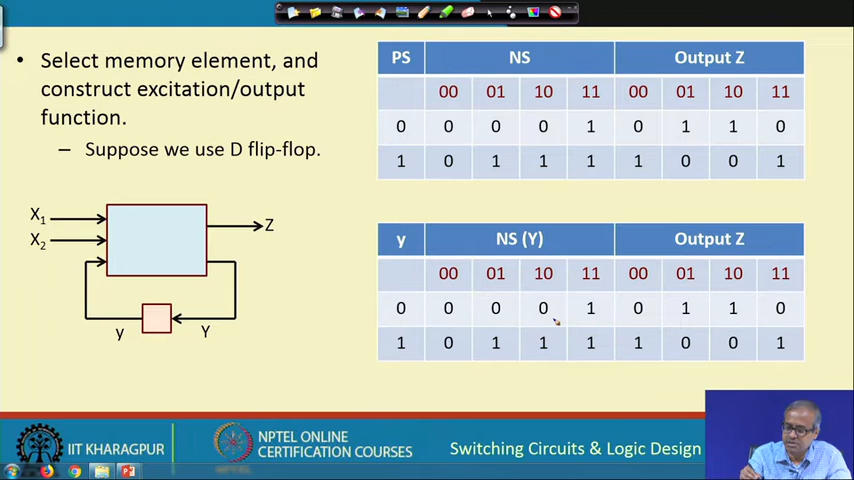 • Select memory element, and
construct excitation/output
function.
– Suppose we use D flip-flop.
X1
X2
Z
y
Y
PS NS Output Z
00 01 10 11 00 01 10 11
0 0 0 0 1 0 1 1 0
1 0 1 1 1 1 0 0 1
y NS (Y) Output Z
00 01 10 11 00 01 10 11
0 0 0 0 1 0 1 1 0
1 0 1 1 1 1 0 0 1
IIT KHARAGPUR
NPTEL ONLINE
CERTIFICATION COURSES
Switching Circuits & Logic Design